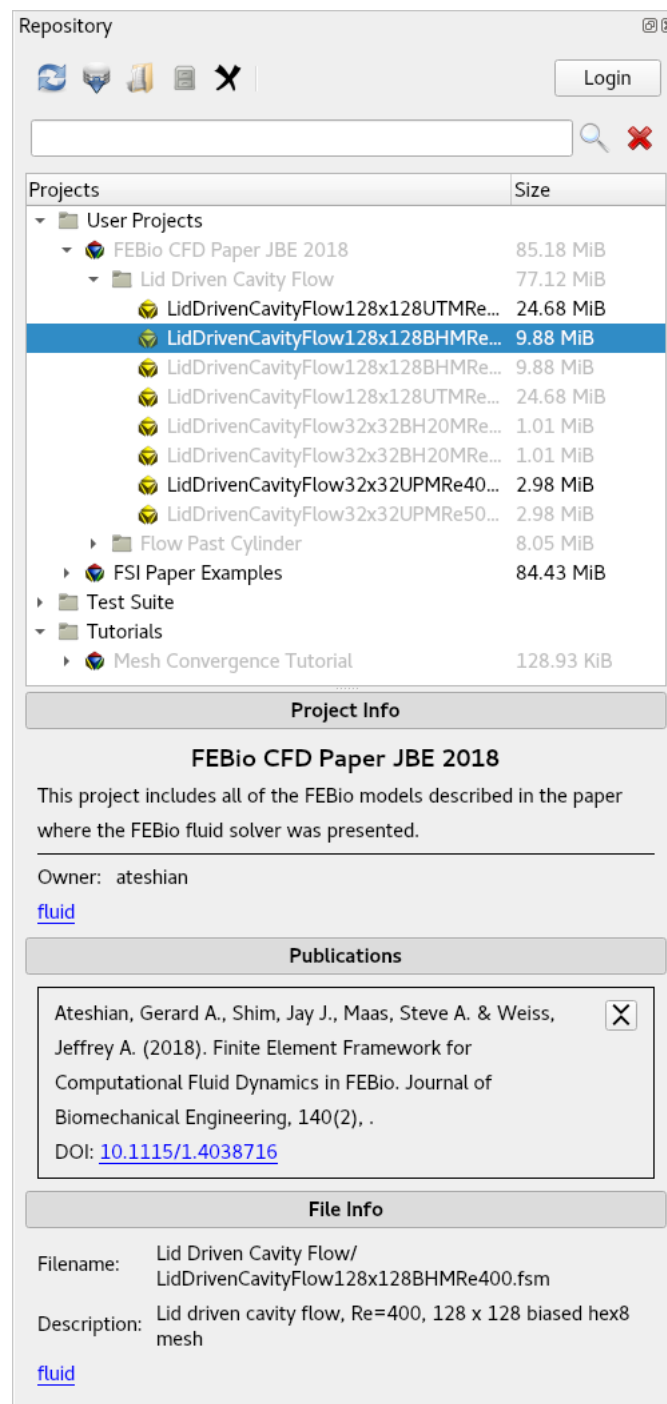 Repository
Login
Projects Size
User Projects
FEBio CFD Paper JBE 2018 85.18 MiB
Lid Driven Cavity Flow 77.12 MiB
LidDrivenCavityFlow128x128UTMRe... 24.68 MiB
LidDrivenCavityFlow128x128BHMRe... 9.88 MiB
LidDrivenCavityFlow128x128BHMRe... 9.88 MiB
LidDrivenCavityFlow128x128UTMRe... 24.68 MiB
LidDrivenCavityFlow32x32BH20MRe... 1.01 MiB
LidDrivenCavityFlow32x32BH20MRe... 1.01 MiB
LidDrivenCavityFlow32x32UPMRe40... 2.98 MiB
LidDrivenCavityFlow32x32UPMRe50... 2.98 MiB
Flow Past Cylinder 8.05 MiB
FSI Paper Examples 84.43 MiB
Test Suite
Tutorials
Mesh Convergence Tutorial 128.93 KiB
Project Info
FEBio CFD Paper JBE 2018
This project includes all of the FEBio models described in the paper
where the FEBio fluid solver was presented.
Owner: ateshian
fluid
Publications
Ateshian, Gerard A., Shim, Jay J., Maas, Steve A. & Weiss,
Jeffrey A. (2018). Finite Element Framework for
Computational Fluid Dynamics in FEBio. Journal of
Biomechanical Engineering, 140(2), .
DOI: 10.1115/1.4038716
File Info
Filename: Lid Driven Cavity Flow/
LidDrivenCavityFlow128x128BHMRe400.fsm
Description: Lid driven cavity flow, Re=400, 128 x 128 biased hex8
mesh
fluid